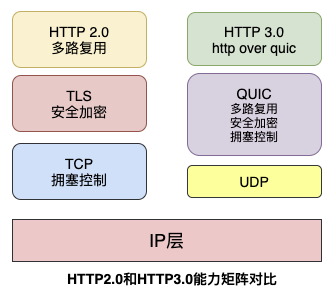 HTTP 2.0
多路复用
TLS
安全加密
TCP
拥塞控制
HTTP 3.0
http over quic
QUIC
多路复用
安全加密
拥塞控制
UDP
IP层
HTTP2.0和HTTP3.0能力矩阵对比